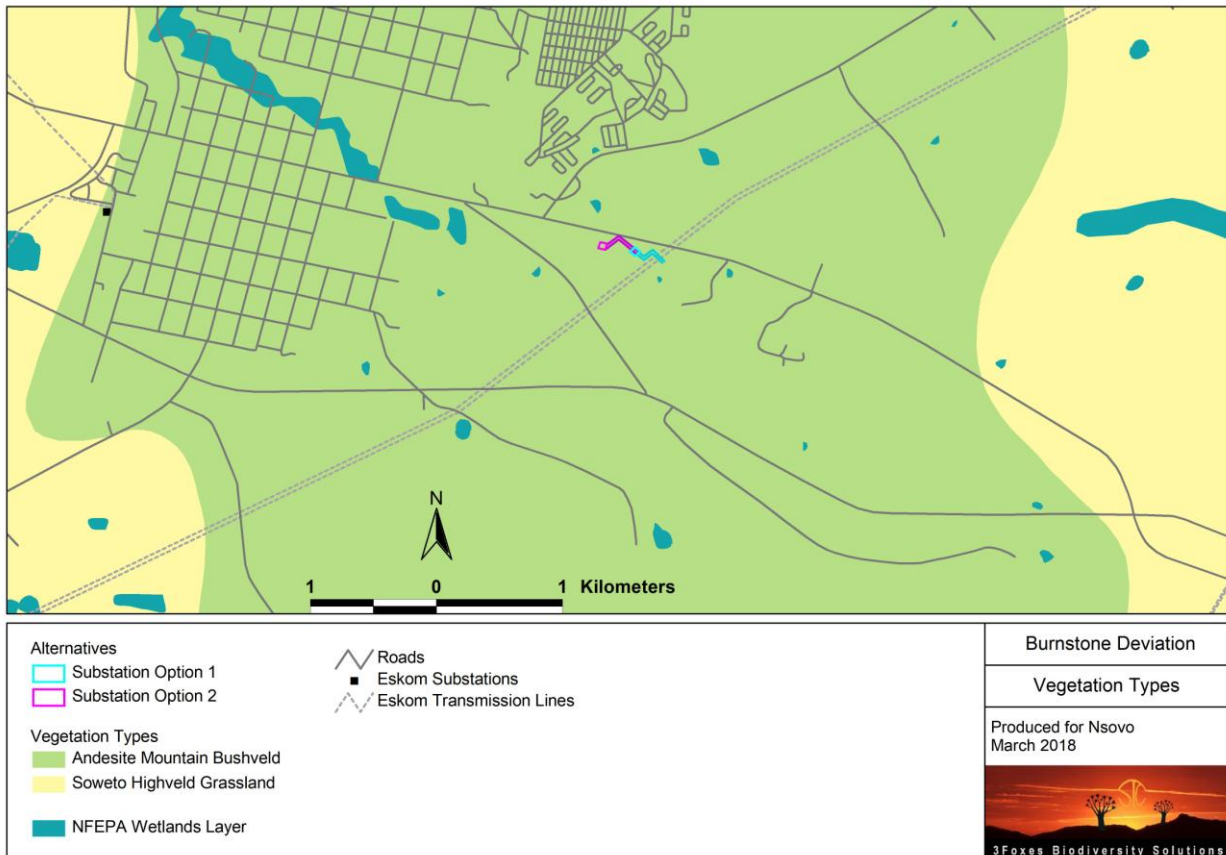 N
1 0 1 Kilometers
Alternatives
Substation Option 1
Substation Option 2
Vegetation Types
Andesite Mountain Bushveld
Soweto Highveld Grassland
NFEPA Wetlands Layer
Roads
Eskom Substations
Eskom Transmission Lines
Burnstone Deviation
Vegetation Types
Produced for Nsovo
March 2018
3Foxes Biodiversity Solutions